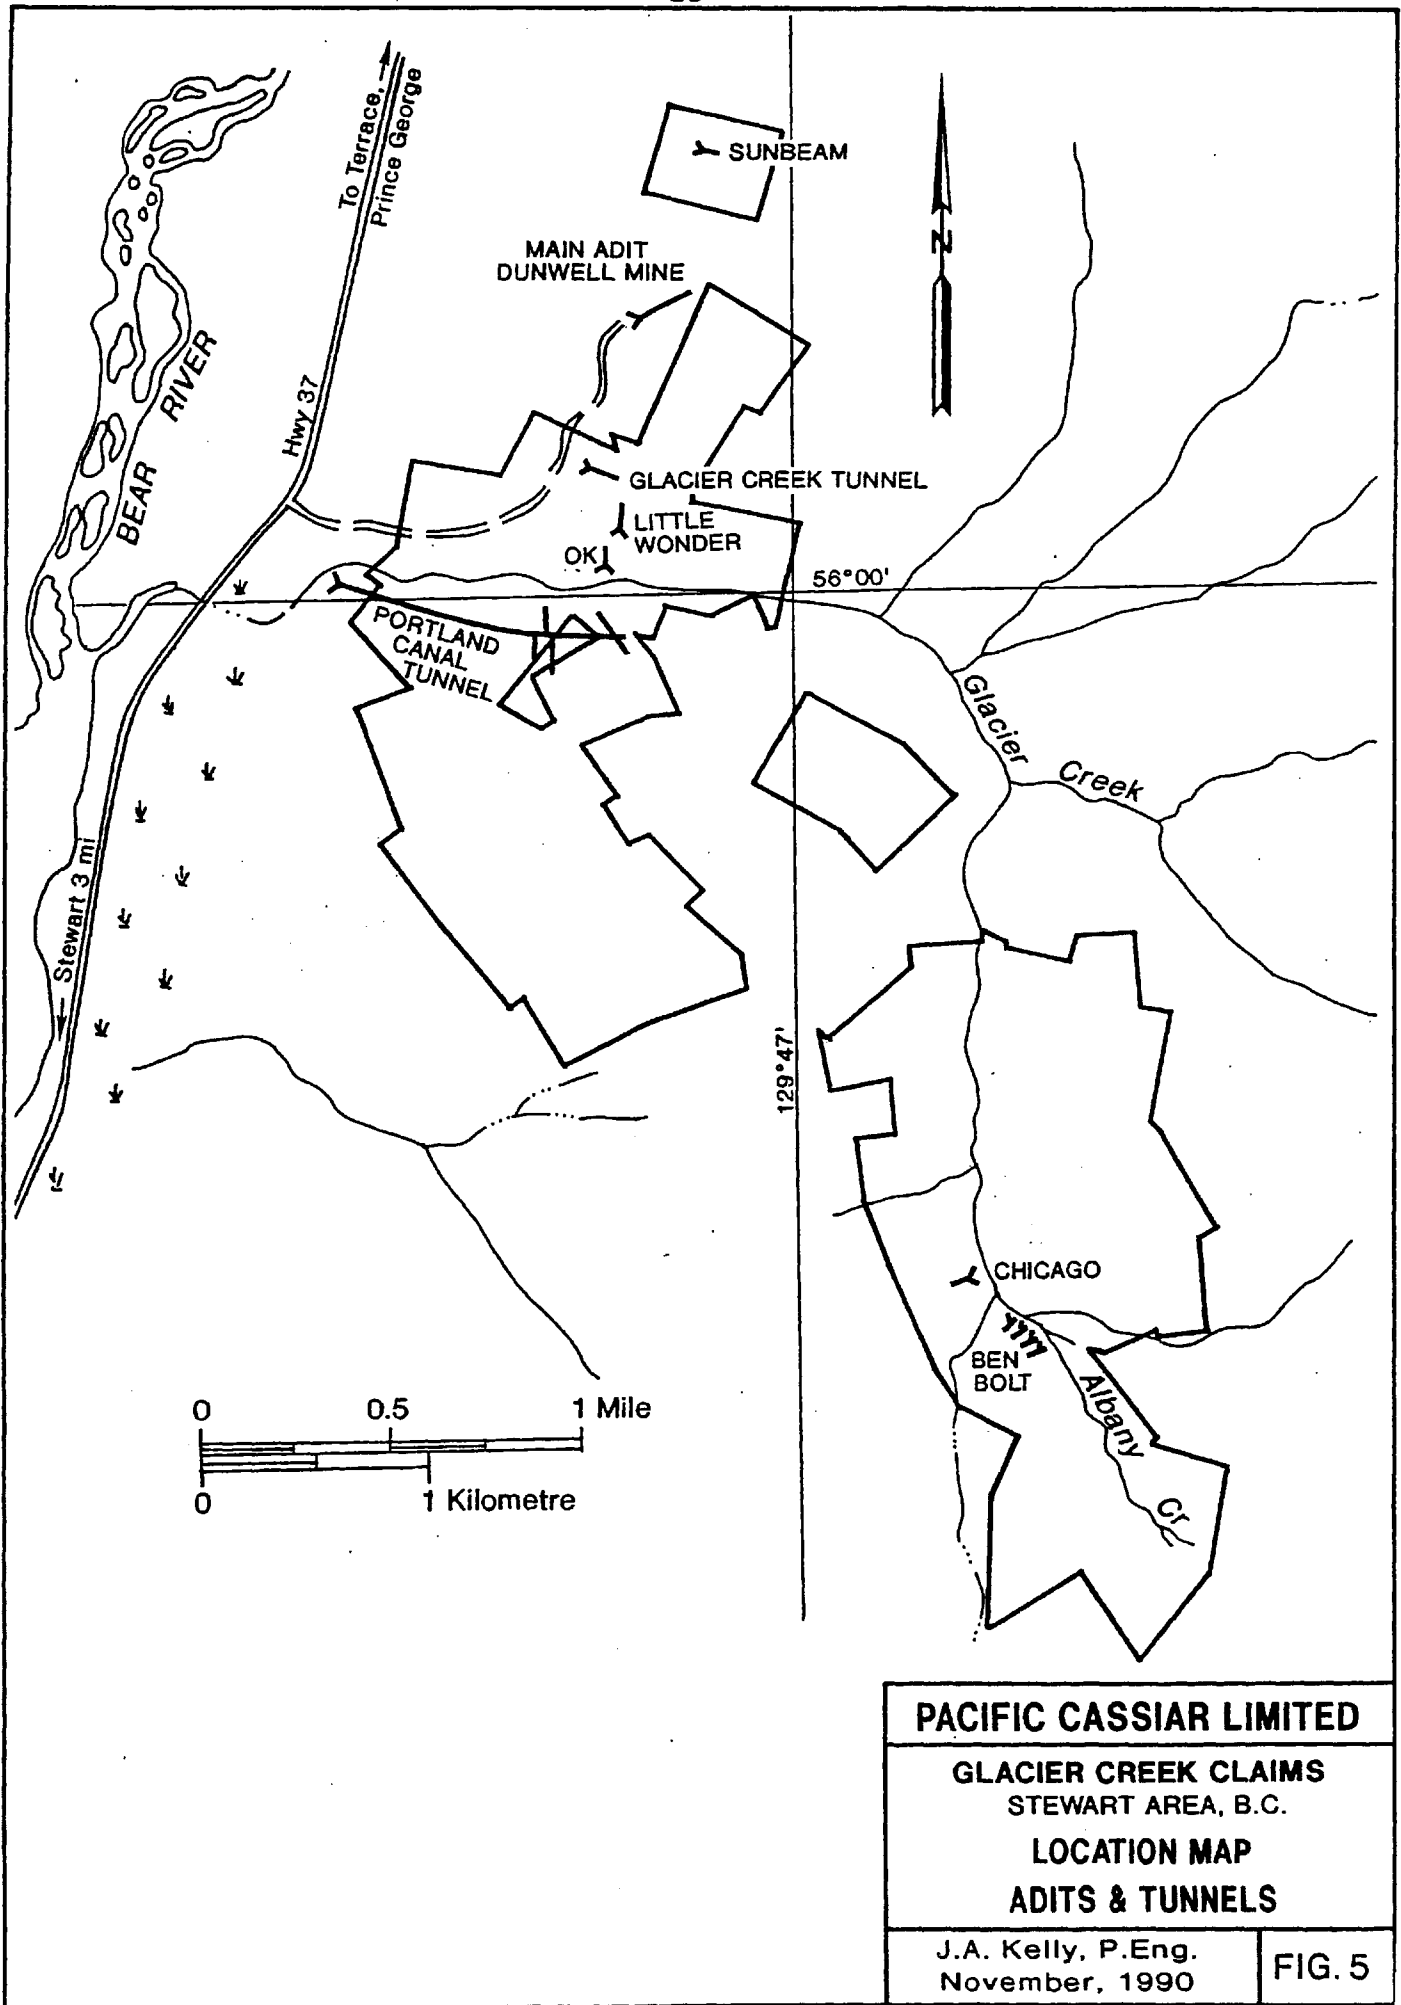 To Terrace,
Prince George
SUNBEAM
MAIN ADIT
DUNWELL MINE
N
BEAR RIVER
Hwy 37
GLACIER CREEK TUNNEL
LITTLE
WONDER
OK
56°00'
PORTLAND
CANAL
TUNNEL
Glacier Creek
Stewart 3 mi
129°47'
CHICAGO
BEN
BOLT
Albany Cr
0 0.5 1 Mile
0 1 Kilometre
PACIFIC CASSIAR LIMITED
GLACIER CREEK CLAIMS
STEWART AREA, B.C.
LOCATION MAP
ADITS & TUNNELS
J.A. Kelly, P.Eng.
November, 1990
FIG. 5